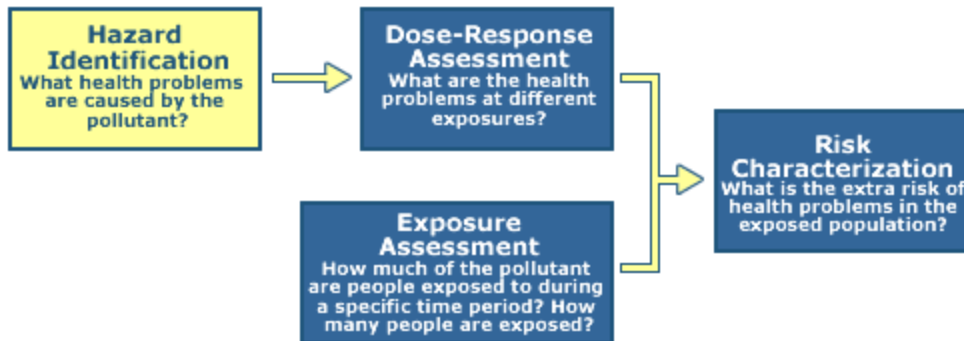 Hazard
Identification
What health problems
are caused by the
pollutant?
Dose-Response
Assessment
What are the health
problems at different
exposures?
Exposure
Assessment
How much of the pollutant
are people exposed to during
a specific time period? How
many people are exposed?
Risk
Characterization
What is the extra risk of
health problems in the
exposed population?